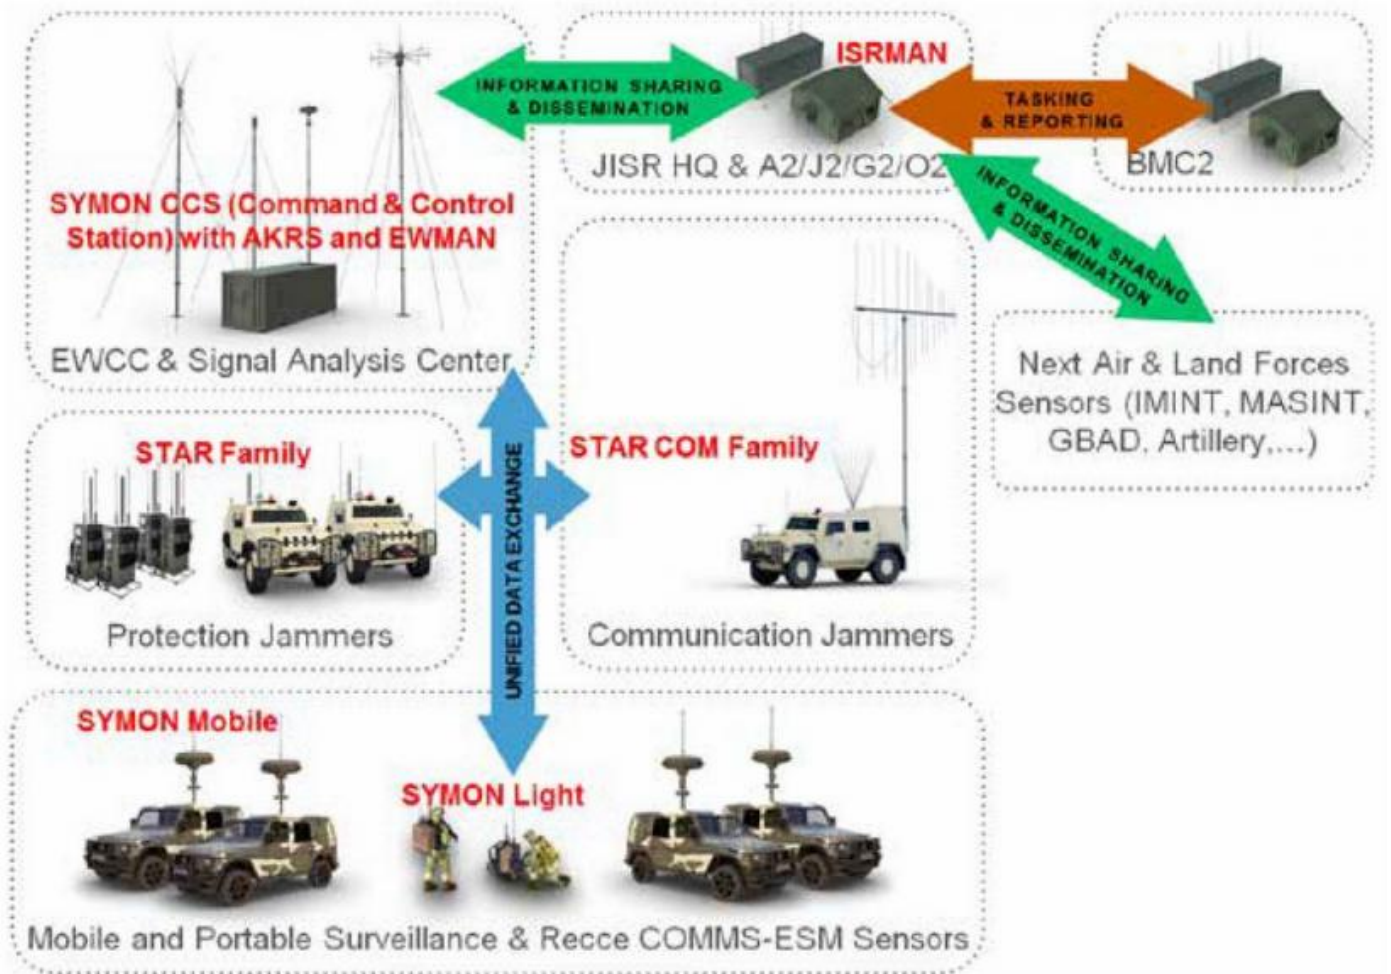 ISRMAN
INFORMATION SHARING
& DISSEMINATION
TASKING
& REPORTING
JISR HQ & A2/J2/G2/O2
BMC2
SYMON CCS (Command & Control
Station) with AKRS and EWMAN
INFORMATION SHARING
& DISSEMINATION
EWCC & Signal Analysis Center
Next Air & Land Forces
Sensors (IMINT, MASINT,
GBAD, Artillery,...)
STAR Family
STAR COM Family
UNIFIED DATA EXCHANGE
Protection Jammers
Communication Jammers
SYMON Mobile
SYMON Light
Mobile and Portable Surveillance & Recce COMMS-ESM Sensors